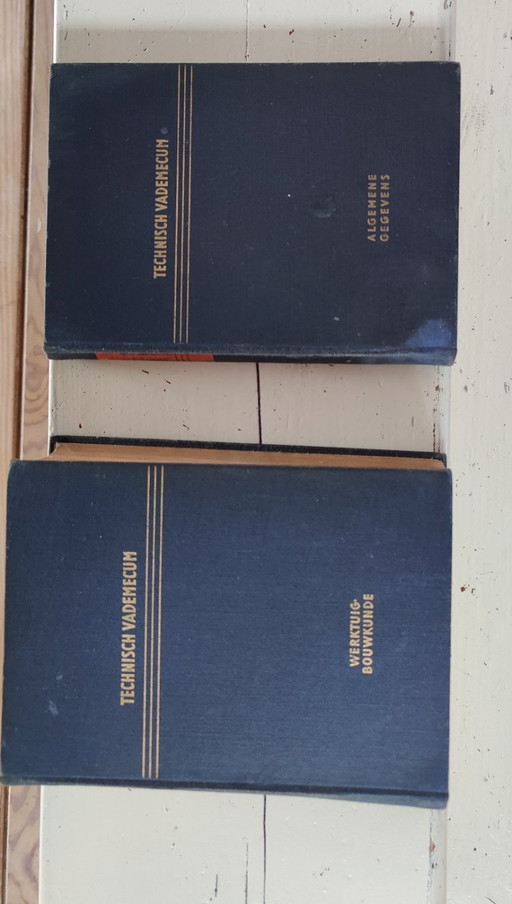 TECHNISCH VADEMECUM
ALGEMENE
GEGEVENS
TECHNISCH VADEMECUM
WERKTUIG-
BOUWKUNDE